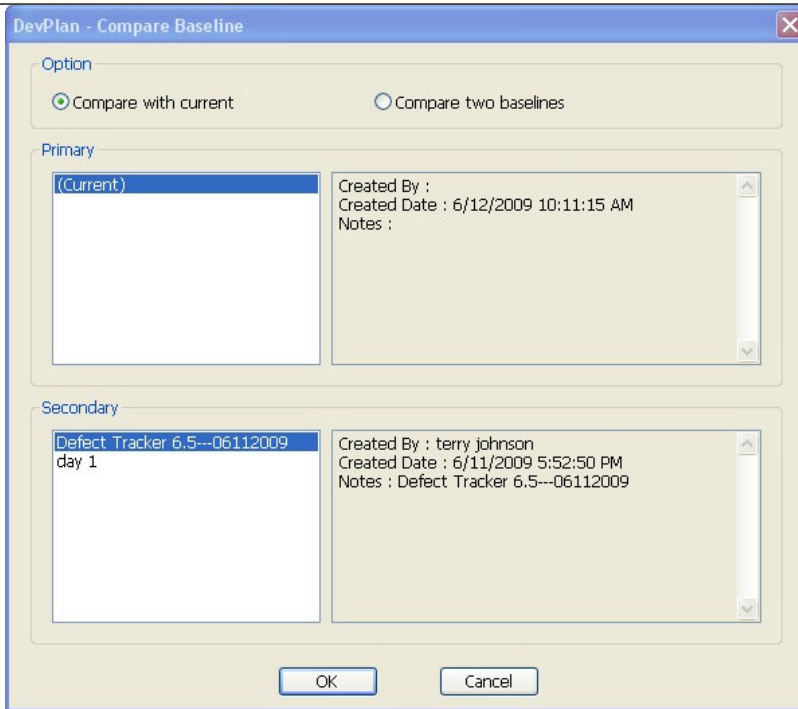 DevPlan - Compare Baseline
Option
Compare with current
Compare two baselines
Primary
(Current)
Created By :
Created Date : 6/12/2009 10:11:15 AM
Notes :
Secondary
Defect Tracker 6.5---06112009
day 1
Created By : terry johnson
Created Date : 6/11/2009 5:52:50 PM
Notes : Defect Tracker 6.5---06112009
OK
Cancel